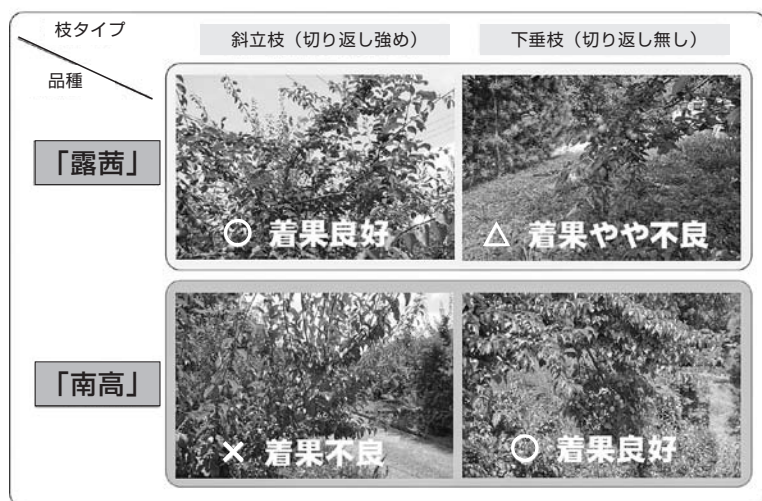 枝タイプ
品種
斜立枝（切り返し強め）
下垂枝（切り返し無し）
「露茜」
○ 着果良好
△ 着果やや不良
「南高」
× 着果不良
○ 着果良好